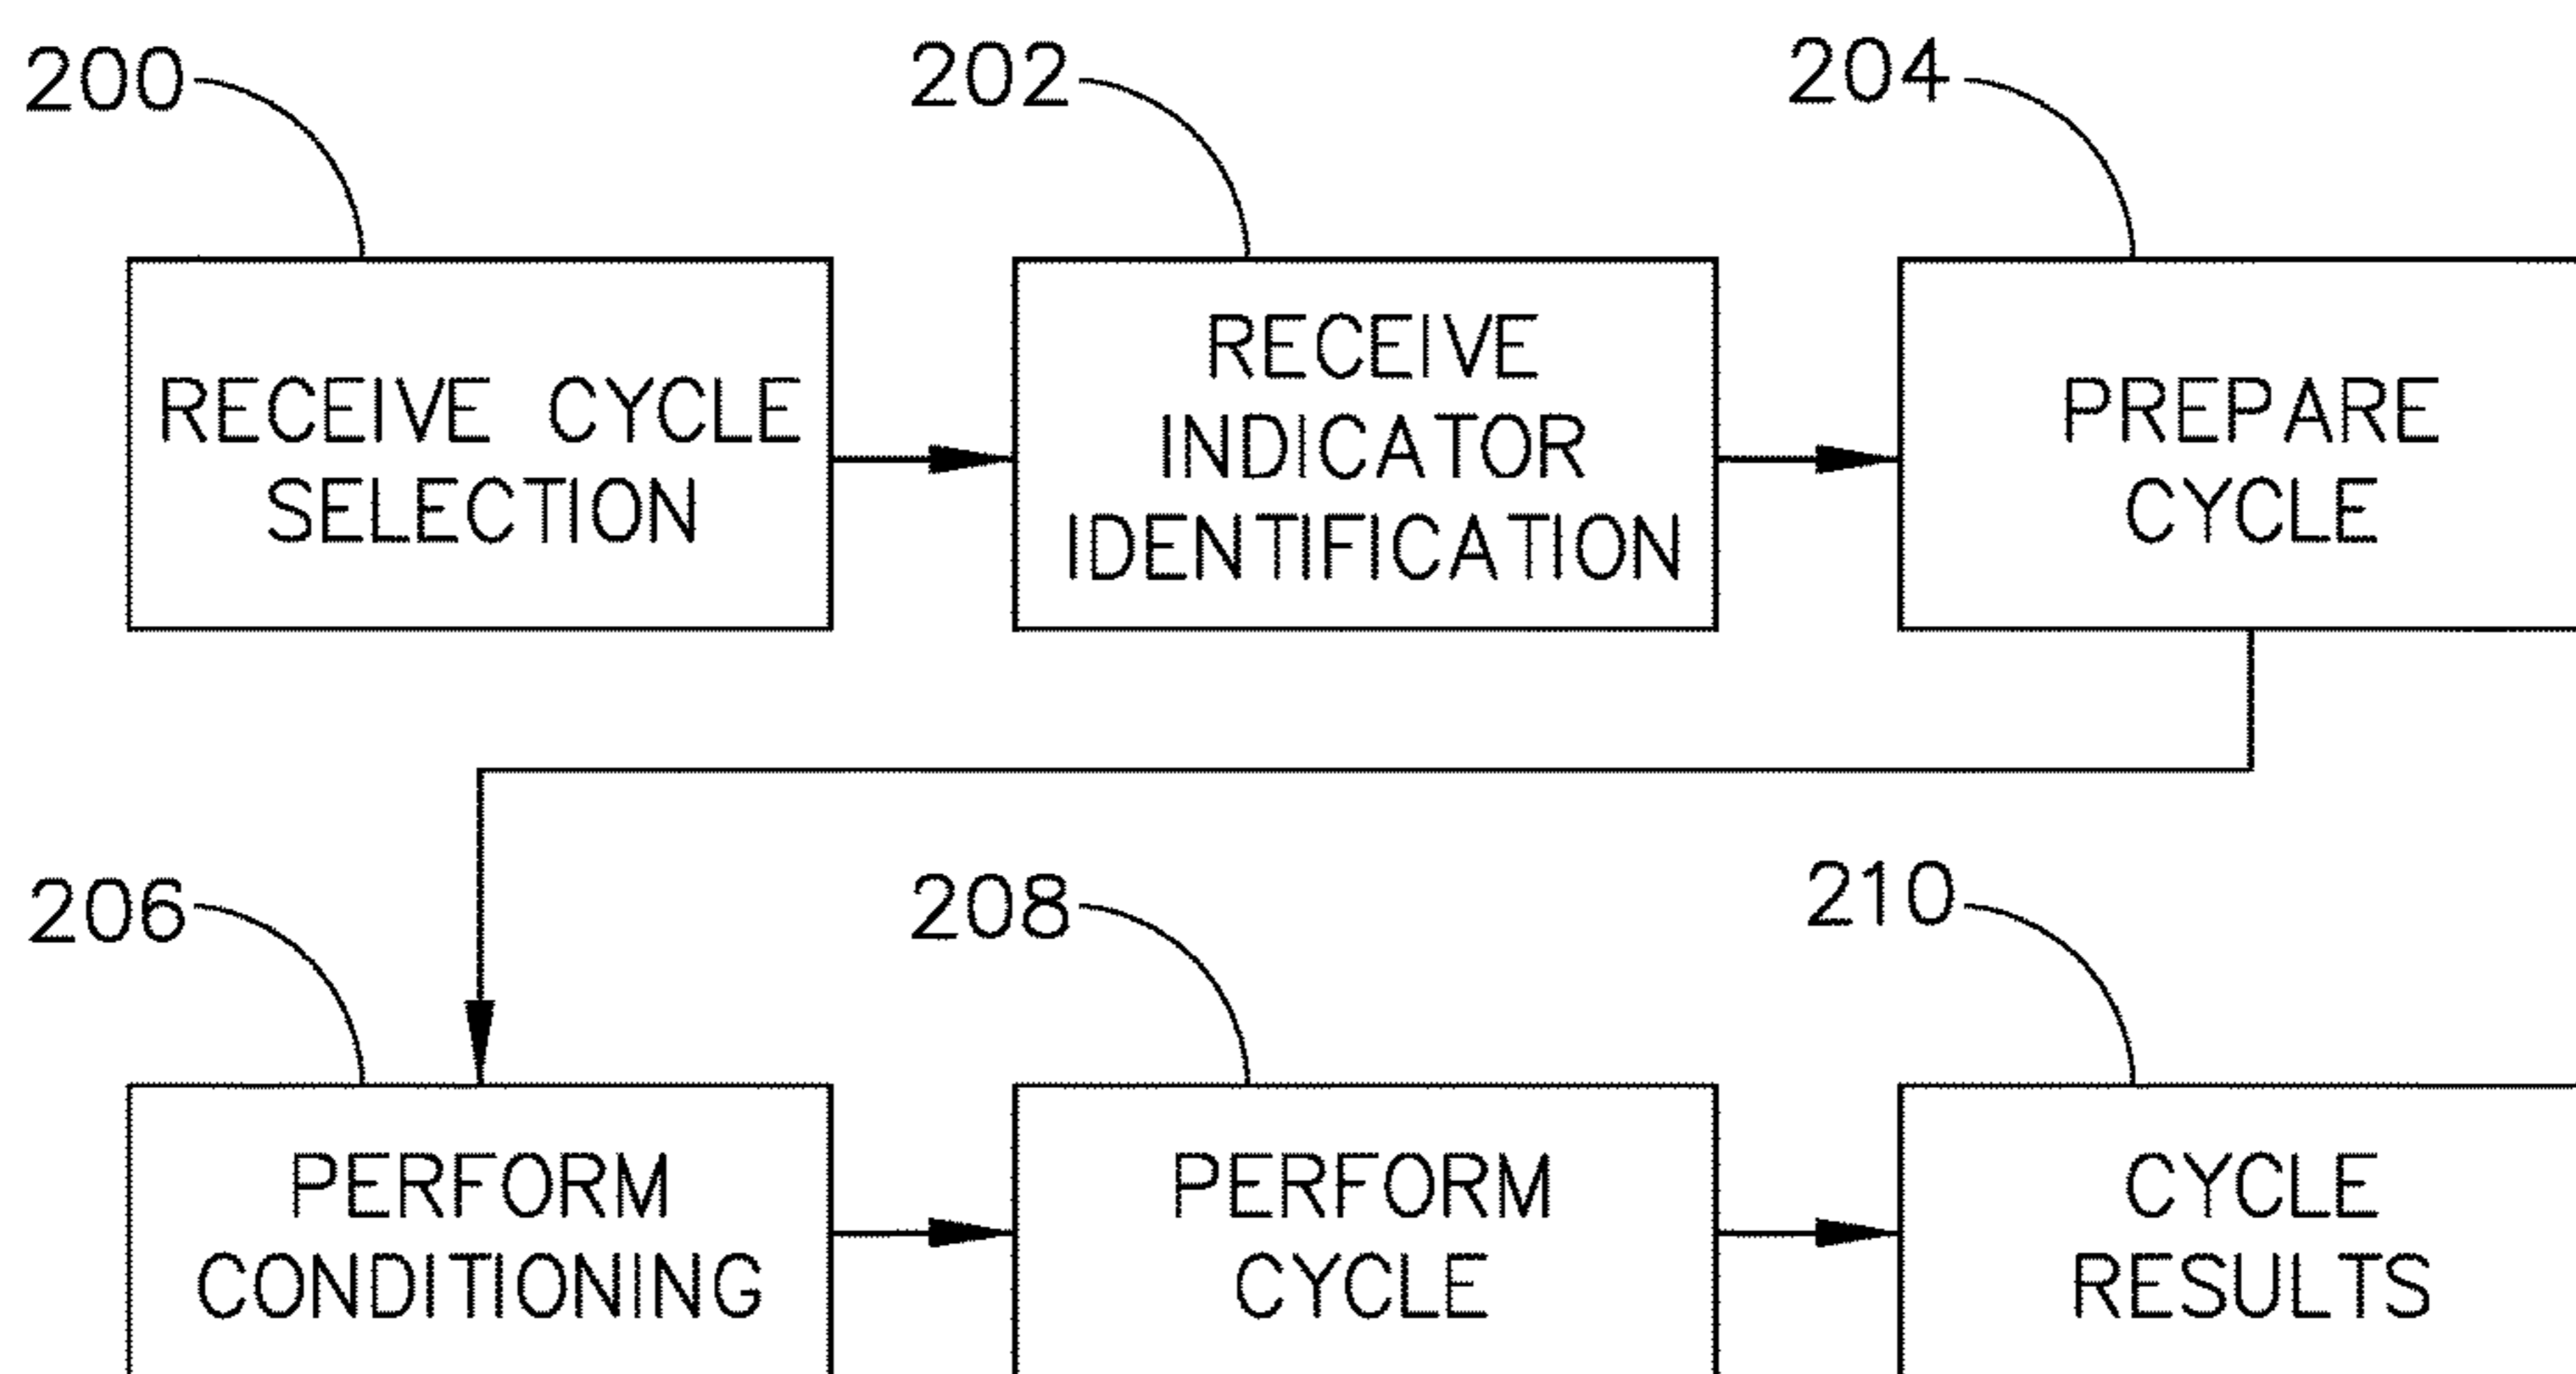 200
202
204
RECEIVE CYCLE
SELECTION
RECEIVE
INDICATOR
IDENTIFICATION
PREPARE
CYCLE
206
208
210
PERFORM
CONDITIONING
PERFORM
CYCLE
CYCLE
RESULTS